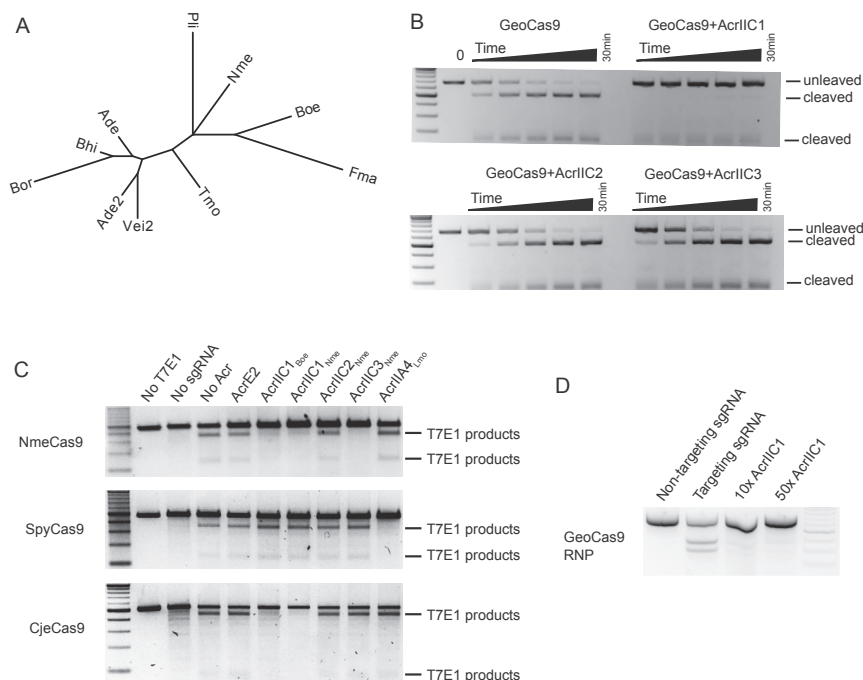 A
Pli
Nme
Boe
Fma
Tmo
Vei2
Ade2
Bor
Bhi
Ade
B
GeoCas9
GeoCas9+AcrIIC1
0
Time
30min
Time
30min
unleaved
cleaved
cleaved
GeoCas9+AcrIIC2
GeoCas9+AcrIIC3
Time
30min
Time
30min
unleaved
cleaved
cleaved
C
No T7E1
No sgRNA
No Acr
AcrE2
AcrIIC1Boe
AcrIIC1Nme
AcrIIC2Nme
AcrIIC3Nme
AcrIIA4Lmo
NmeCas9
T7E1 products
T7E1 products
SpyCas9
T7E1 products
T7E1 products
CjeCas9
T7E1 products
T7E1 products
D
Non-targeting sgRNA
Targeting sgRNA
10x AcrIIC1
50x AcrIIC1
GeoCas9
RNP